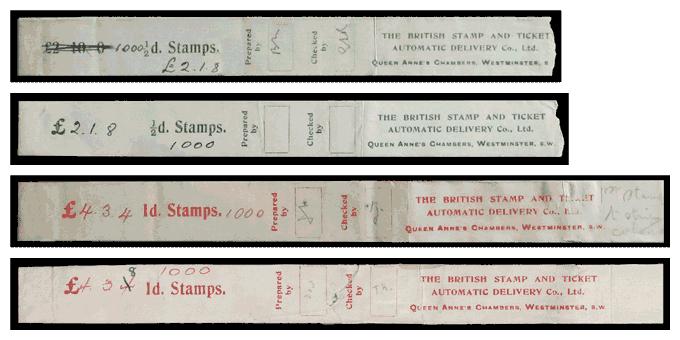 £2-10-0 1000 ½d. Stamps.
£2.1.8
Prepared by
Checked by
THE BRITISH STAMP AND TICKET
AUTOMATIC DELIVERY Co., Ltd.
QUEEN ANNE'S CHAMBERS, WESTMINSTER, S
£2.1.8 ½d. Stamps.
1000
Prepared by
Checked by
THE BRITISH STAMP AND TICKET
AUTOMATIC DELIVERY Co., Ltd.
QUEEN ANNE'S CHAMBERS, WESTMINSTER, S.W.
£4.3.4 1d. Stamps. 1000
Prepared by
Checked by
THE BRITISH STAMP AND TICKET
AUTOMATIC DELIVERY Co., Ltd.
QUEEN ANNE'S CHAMBERS, WESTMINSTER, S.W.
1000
8
£4 3 4 1d. Stamps.
Prepared by
Checked by
THE BRITISH STAMP AND TICKET
AUTOMATIC DELIVERY Co., Ltd.
QUEEN ANNE'S CHAMBERS, WESTMINSTER, S.W.